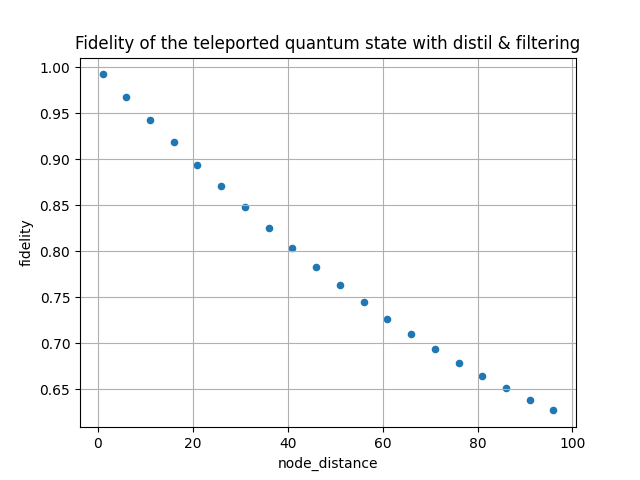 Fidelity of the teleported quantum state with distil & filtering
1.00
0.95
0.90
0.85
0.80
0.75
0.70
0.65
fidelity
0 20 40 60 80 100
node_distance